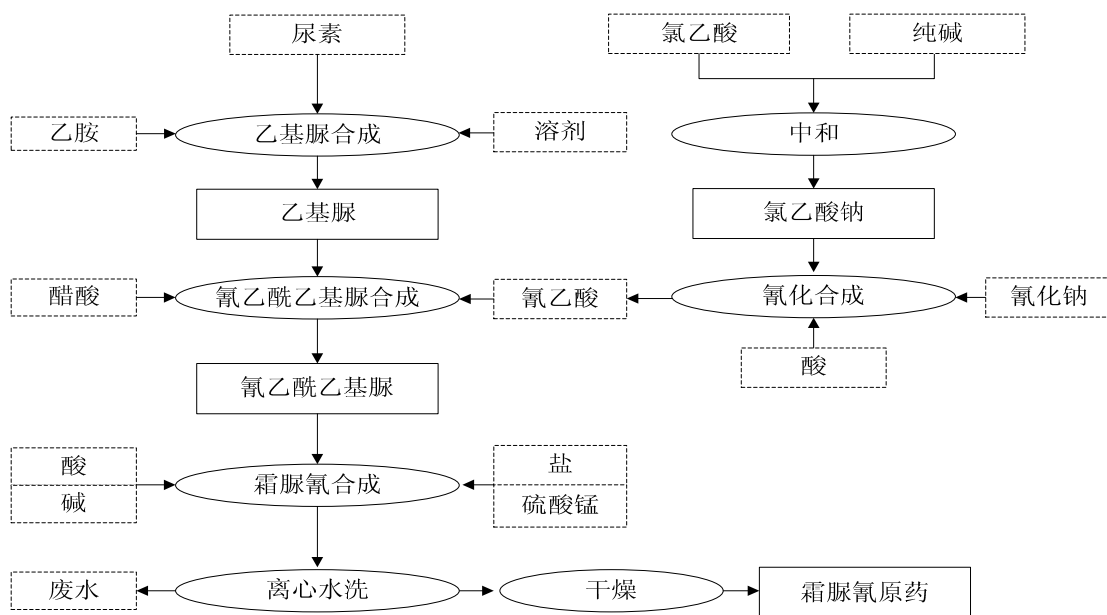 尿素
氯乙酸
纯碱
乙胺
乙基脲合成
溶剂
中和
乙基脲
氯乙酸钠
醋酸
氰乙酰乙基脲合成
氰乙酸
氰化合成
氰化钠
酸
氰乙酰乙基脲
酸
碱
霜脲氰合成
盐
硫酸锰
废水
离心水洗
干燥
霜脲氰原药